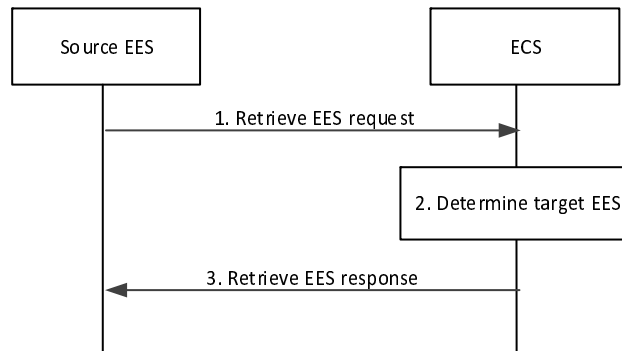 Source EES
ECS
1. Retrieve EES request
2. Determine target EES
3. Retrieve EES response